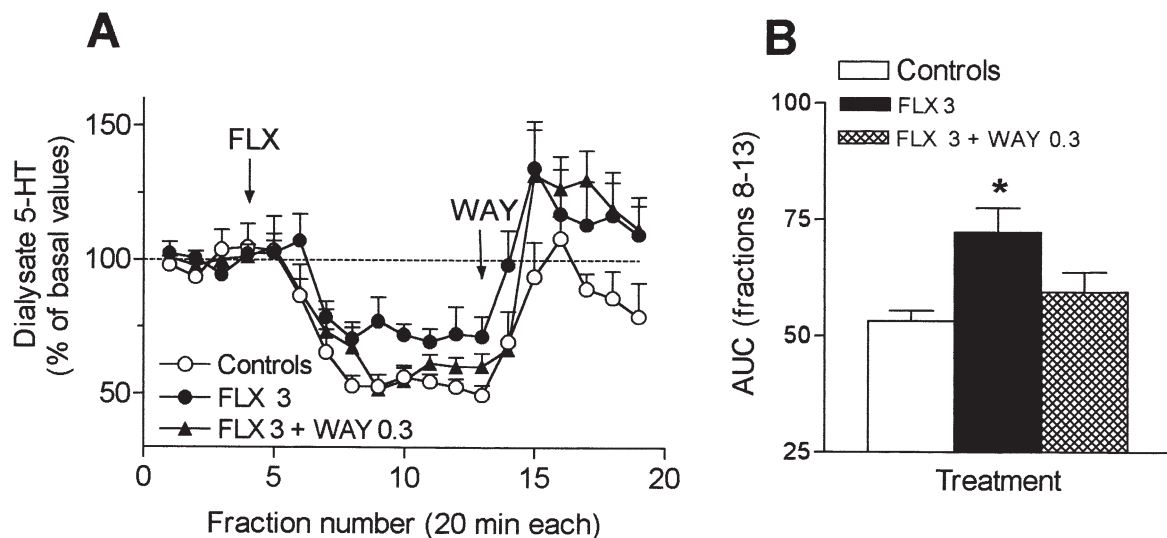 A
150
100
50
Dialysate 5-HT
(% of basal values)
FLX
WAY
Controls
FLX 3
FLX 3 + WAY 0.3
0
5
10
15
20
Fraction number (20 min each)
B
Controls
FLX 3
FLX 3 + WAY 0.3
100
75
50
25
AUC (fractions 8-13)
*
Treatment